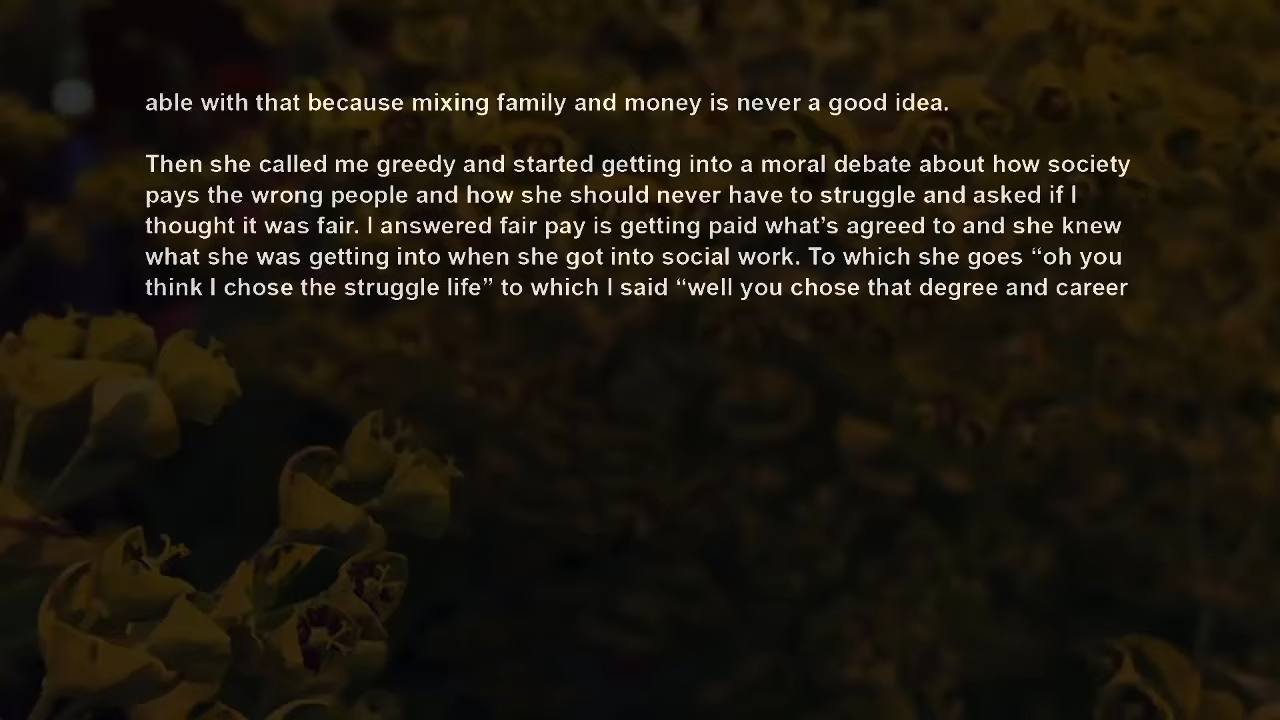 able with that because mixing family and money is never a good idea.
Then she called me greedy and started getting into a moral debate about how society
pays the wrong people and how she should never have to struggle and asked if I
thought it was fair. I answered fair pay is getting paid what’s agreed to and she knew
what she was getting into when she got into social work. To which she goes “oh you
think I chose the struggle life” to which I said “well you chose that degree and career